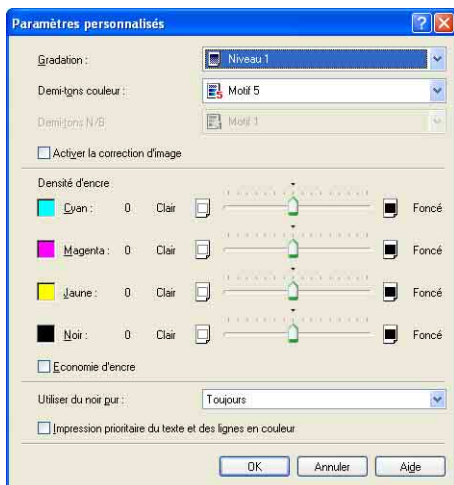 Paramètres personnalisés
Gradation : Niveau 1
Demi-tons couleur : Motif 5
Demi-tons N/B Motif 1
Activer la correction d'image
Densité d'encre
Cyan : 0 Clair Foncé
Magenta : 0 Clair Foncé
Jaune : 0 Clair Foncé
Noir : 0 Clair Foncé
Economie d'encre
Utiliser du noir pur : Toujours
Impression prioritaire du texte et des lignes en couleur
OK Annuler Aide